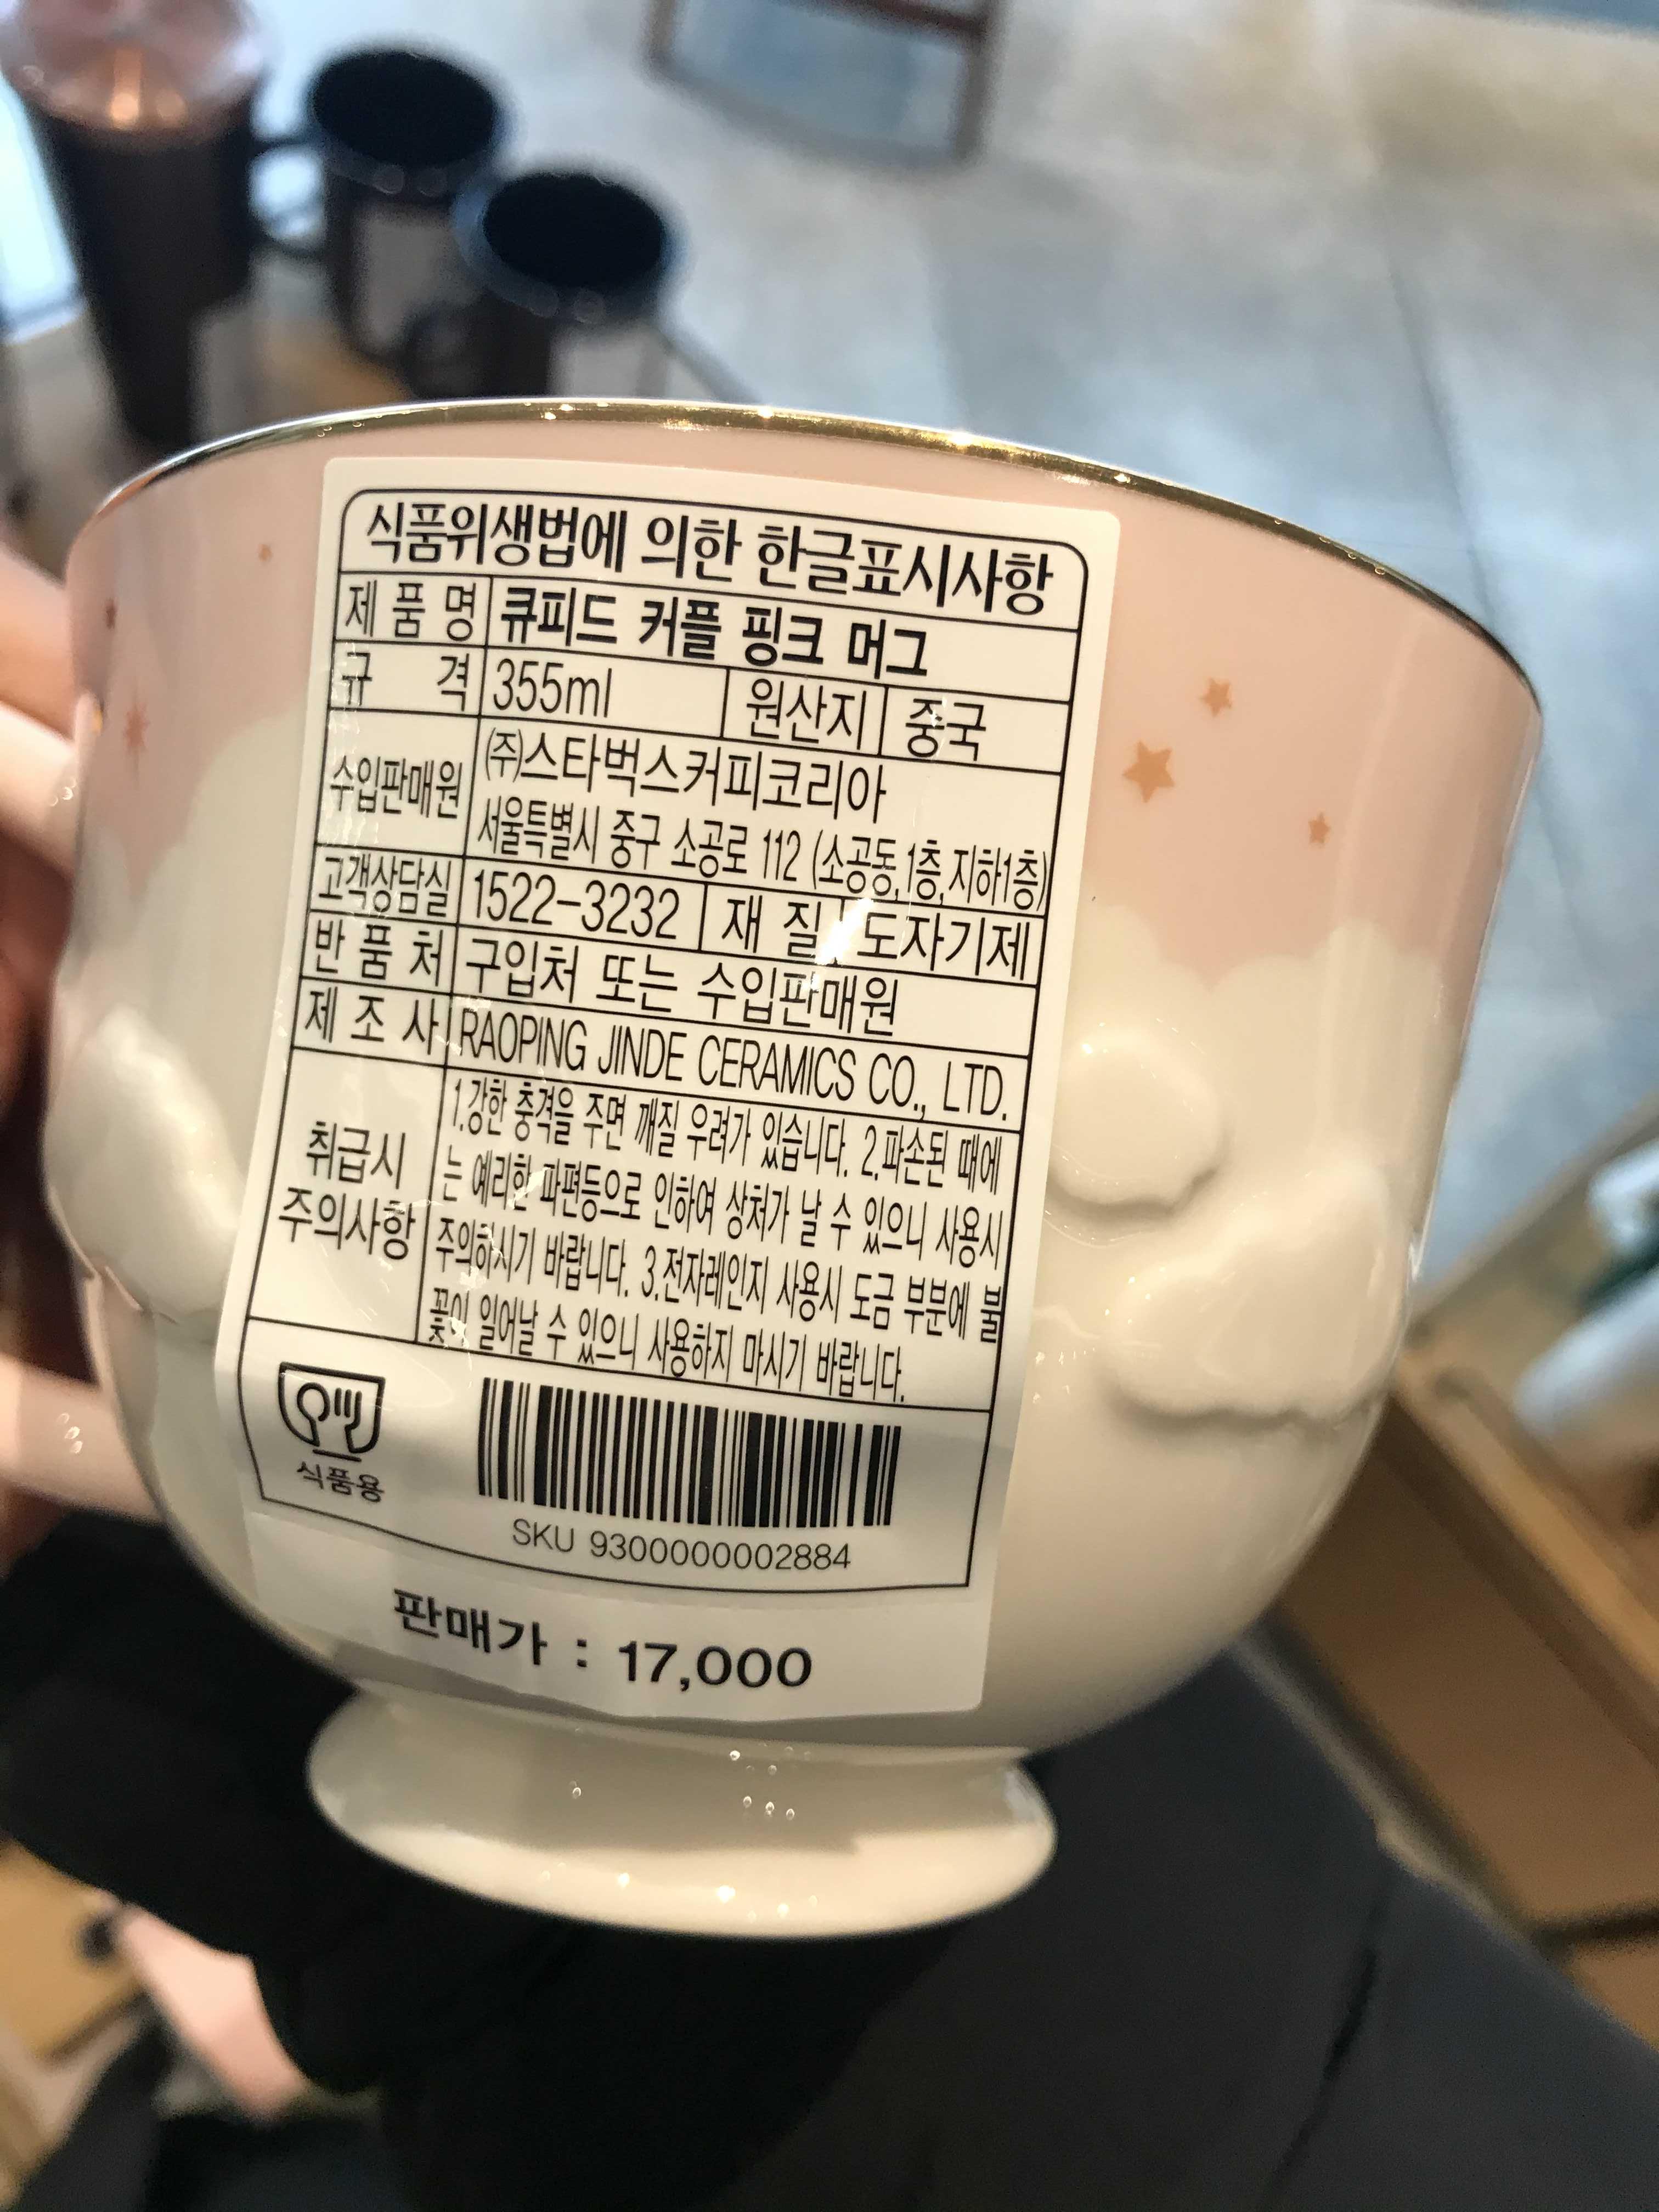 식품위생법에 의한 한글표시사항
제 품 명 큐피드 커플 핑크 머그
규 격 355ml 원산지 중국
수입판매원 ㈜스타벅스커피코리아
서울특별시 중구 소공로 112 (소공동,1층,지하1층)
고객상담실 1522-3232 재 질 도자기제
반 품 처 구입처 또는 수입판매원
제 조 사 RAOPING JINDE CERAMICS CO., LTD.
취급시 주의사항
1.강한 충격을 주면 깨질 우려가 있습니다. 2.파손된 때에
는 예리한 파편등으로 인하여 상처가 날 수 있으니 사용시
주의하시기 바랍니다. 3.전자레인지 사용시 도금 부분에 불
꽃이 일어날 수 있으니 사용하지 마시기 바랍니다.
식품용
SKU 9300000002884
판매가 : 17,000